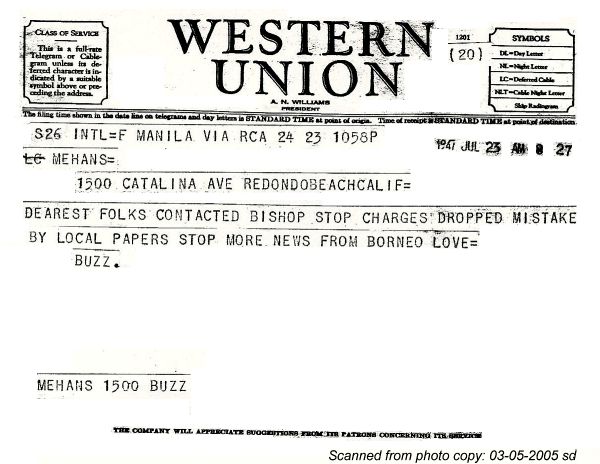 CLASS OF SERVICE
This is a full-rate
Telegram or Cable-
gram unless its de-
ferred character is in-
dicated by a suitable
symbol above or pre-
ceding the address.
WESTERN
UNION
A. N. WILLIAMS
PRESIDENT
1201
(20)
SYMBOLS
DL=Day Letter
NL=Night Letter
LC=Deferred Cable
NLT=Cable Night Letter
Ship Radiogram
The filing time shown in the date line on telegrams and day letters is STANDARD TIME at point of origin. Time of receipt is STANDARD TIME at point of destination
S26 INTL=F MANILA VIA RCA 24 23 1058P
1947 JUL 23 AM 8 27
LC MEHANS=
1500 CATALINA AVE REDONDOBEACHCALIF=
DEAREST FOLKS CONTACTED BISHOP STOP CHARGES DROPPED MISTAKE
BY LOCAL PAPERS STOP MORE NEWS FROM BORNEO LOVE=
BUZZ.
MEHANS 1500 BUZZ
THE COMPANY WILL APPRECIATE SUGGESTIONS FROM ITS PATRONS CONCERNING ITS SERVICE
Scanned from photo copy: 03-05-2005 sd